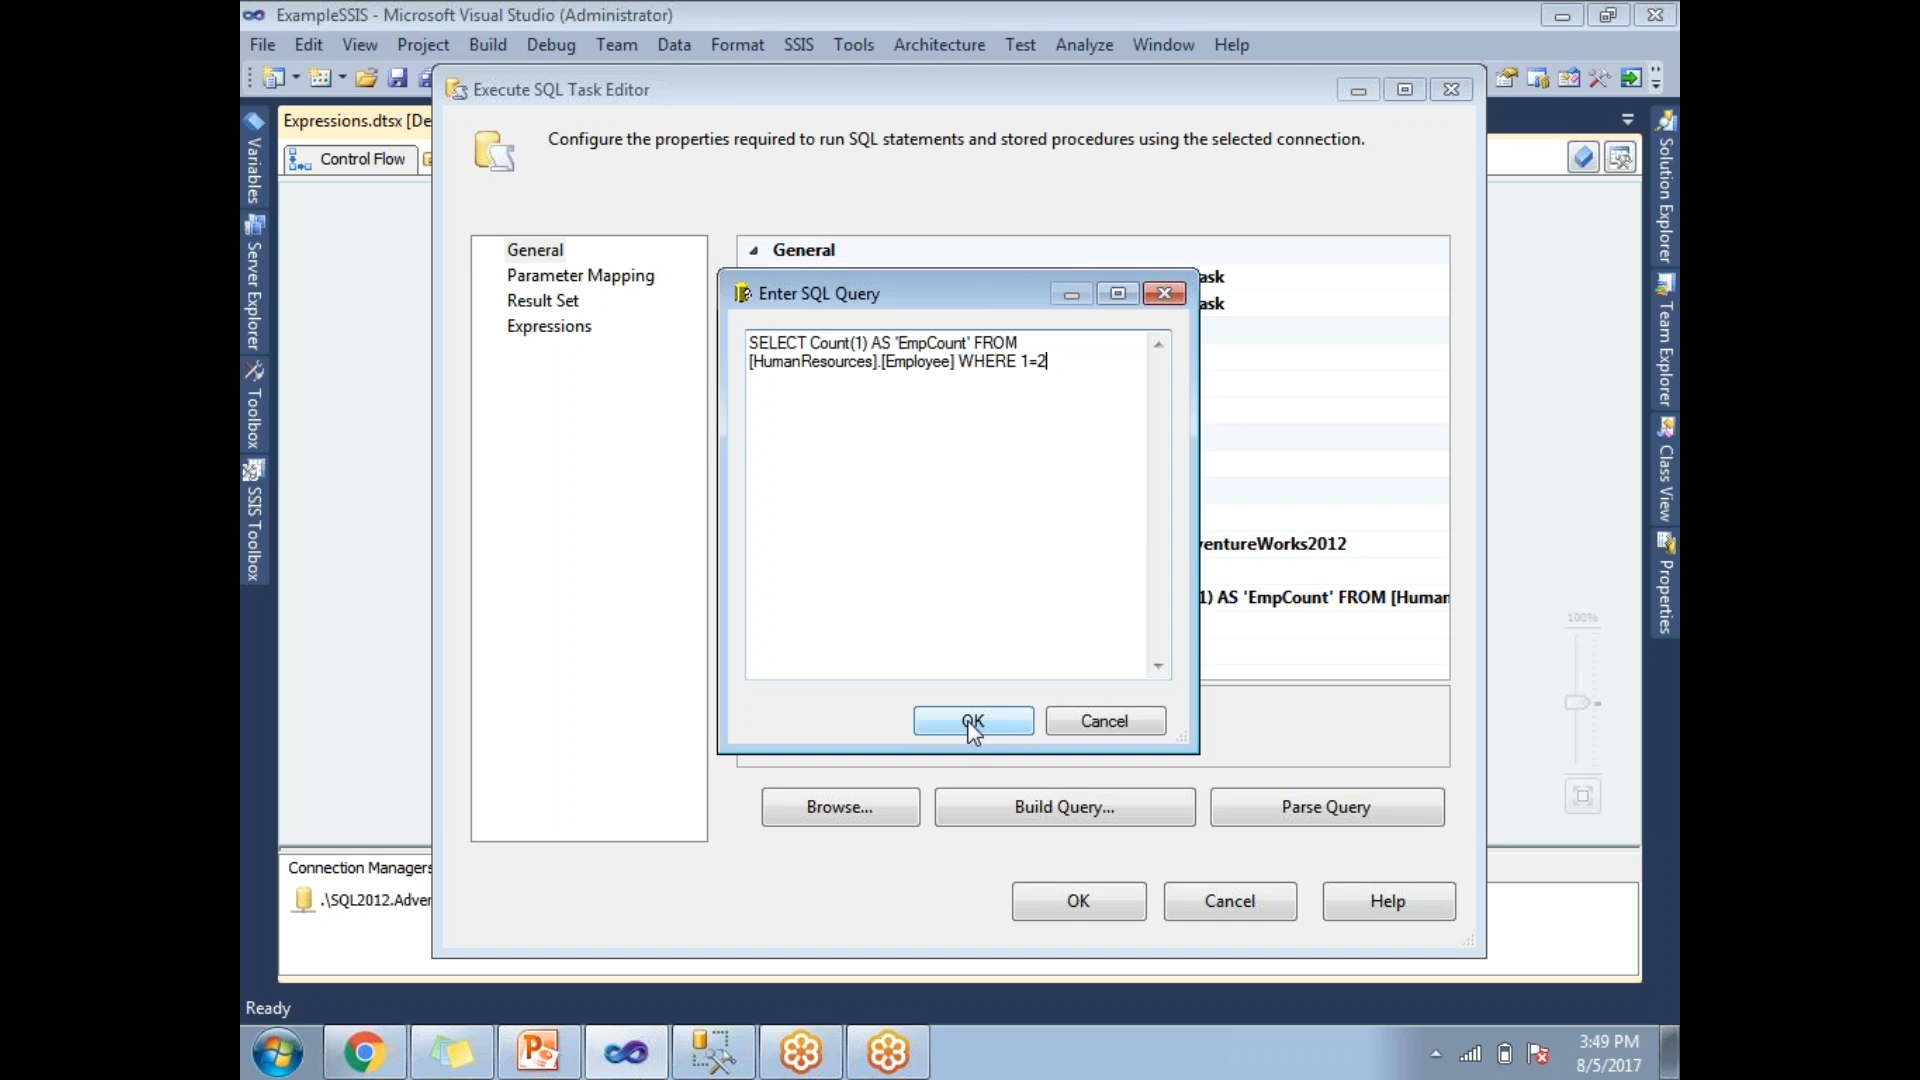 ExampleSSIS - Microsoft Visual Studio (Administrator)
File Edit View Project Build Debug Team Data Format SSIS Tools Architecture Test Analyze Window Help
Execute SQL Task Editor
Expressions.dtsx [De
Control Flow
Configure the properties required to run SQL statements and stored procedures using the selected connection.
Variables
Server Explorer
Toolbox
SSIS Toolbox
General
Parameter Mapping
Result Set
Expressions
General
ask
ask
Enter SQL Query
SELECT Count(1) AS 'EmpCount' FROM
[HumanResources].[Employee] WHERE 1=2
OK Cancel
ventureWorks2012
1) AS 'EmpCount' FROM [Human
Browse... Build Query... Parse Query
OK Cancel Help
Solution Explorer
Team Explorer
Class View
Properties
100%
Connection Managers
.\SQL2012.Adven
Ready
3:49 PM
8/5/2017